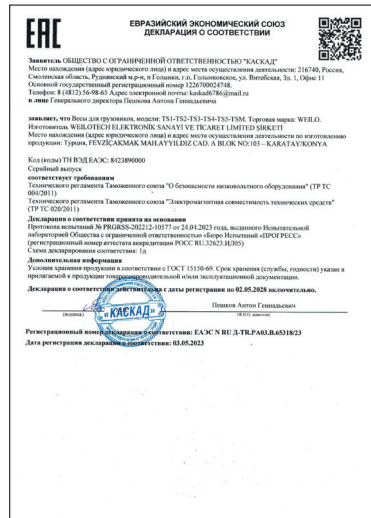 ЕАС
ЕВРАЗИЙСКИЙ ЭКОНОМИЧЕСКИЙ СОЮЗ
ДЕКЛАРАЦИЯ О СООТВЕТСТВИИ
Заявитель ОБЩЕСТВО С ОГРАНИЧЕННОЙ ОТВЕТСТВЕННОСТЬЮ "КАСКАД"
Место нахождения (адрес юридического лица) и адрес места осуществления деятельности: 216740, Россия,
Смоленская область, Руднянский м.р-н, п Голынки, г.п. Голынковское, ул. Витебская, Зд. 1, Офис 11
Основной государственный регистрационный номер 1226700024748.
Телефон: 8 (4812) 56-98-65 Адрес электронной почты: kaskad6786@mail.ru
в лице Генерального директора Пешкова Антона Геннадьевича
заявляет, что Весы для грузовиков, модели: TS1-TS2-TS3-TS4-TS5-TSM. Торговая марка: WEILO.
Изготовитель WEILOTECH ELEKTRONİK SANAYİ VE TİCARET LİMİTED ŞİRKETİ
Место нахождения (адрес юридического лица) и адрес места осуществления деятельности по изготовлению
продукции: Турция, FEVZİÇAKMAK MAH.AYYILDIZ CAD. A BLOK NO:103 – KARATAY/KONYA
Код (коды) ТН ВЭД ЕАЭС: 8423890000
Серийный выпуск
соответствует требованиям
Технического регламента Таможенного союза "О безопасности низковольтного оборудования" (ТР ТС
004/2011)
Технического регламента Таможенного союза "Электромагнитная совместимость технических средств"
(ТР ТС 020/2011)
Декларация о соответствии принята на основании
Протокола испытаний № PRGRSS-202212-10577 от 24.04.2023 года, выданного Испытательной
лабораторией Общества с ограниченной ответственностью «Бюро Испытаний «ПРОГРЕСС»
(регистрационный номер аттестата аккредитации РОСС RU.32623.ИЛ05)
Схема декларирования соответствия: 1д
Дополнительная информация
Условия хранения продукции в соответствии с ГОСТ 15150-69. Срок хранения (службы, годности) указан в
прилагаемой к продукции товаросопроводительной и/или эксплуатационной документации.
Декларация о соответствии действительна с даты регистрации по 02.05.2028 включительно.
«КАСКАД»
Пешков Антон Геннадьевич
(подпись)
(Ф.И.О. заявителя)
Регистрационный номер декларации о соответствии: ЕАЭС N RU Д-TR.РА03.В.65318/23
Дата регистрации декларации о соответствии: 03.05.2023